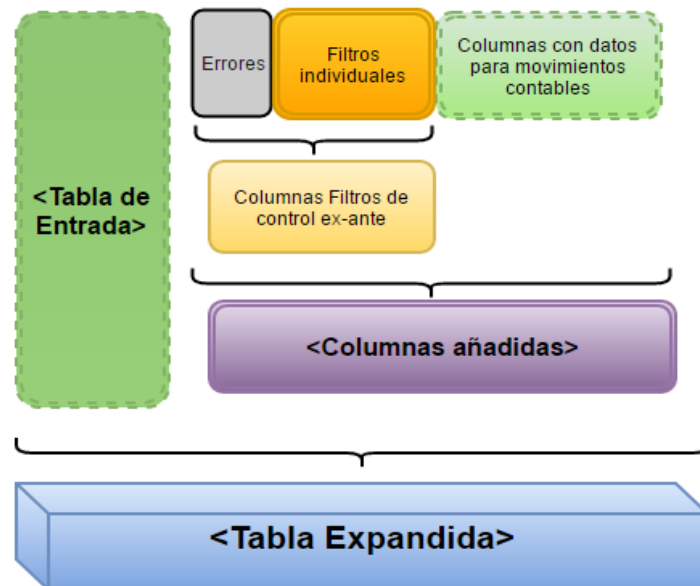 <Tabla de
Entrada>
Errores
Filtros
individuales
Columnas con datos
para movimientos
contables
Columnas Filtros de
control ex-ante
<Columnas añadidas>
<Tabla Expandida>